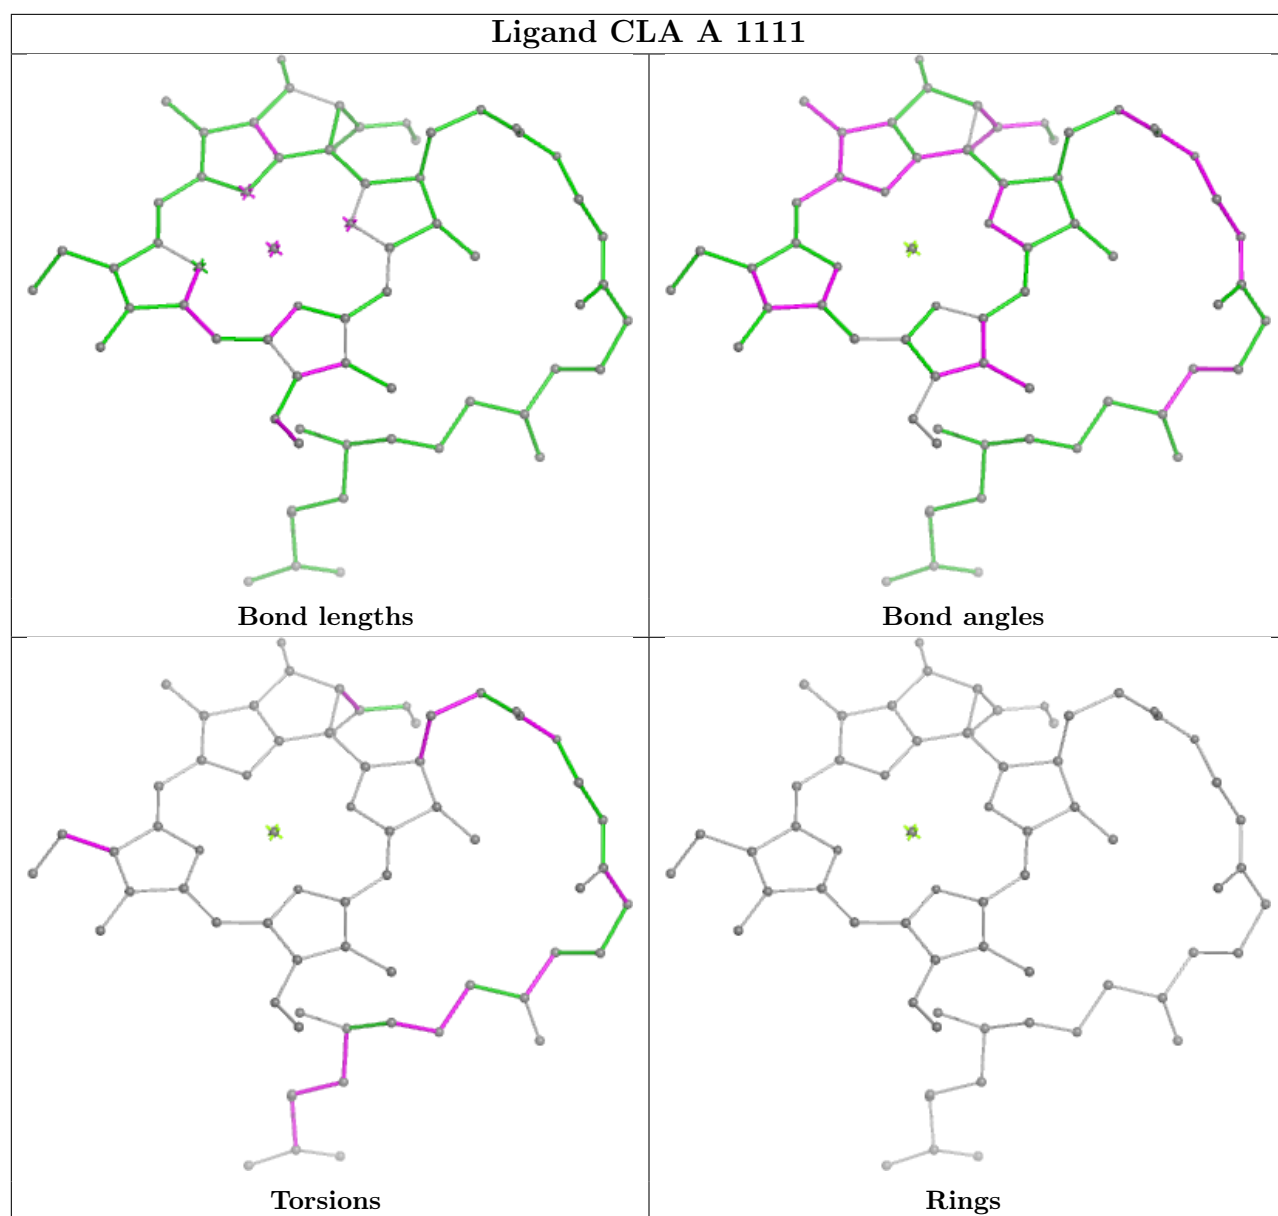 Ligand CLA A 1111
Bond lengths
Bond angles
Torsions
Rings